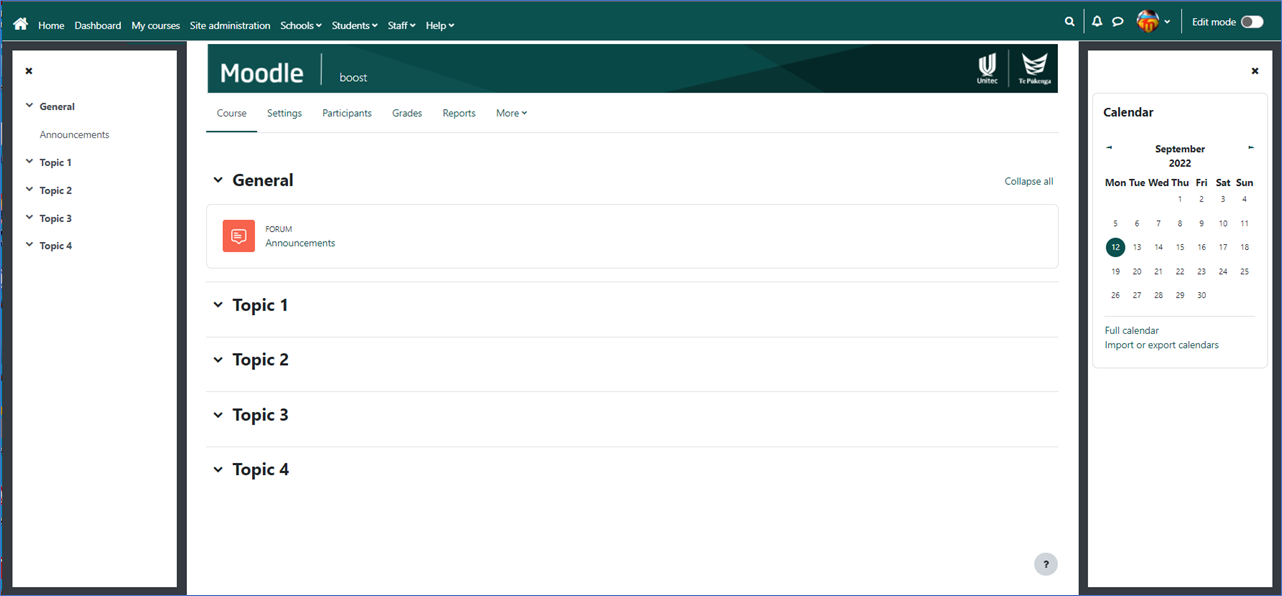 Home Dashboard My courses Site administration Schools Students Staff Help
Edit mode
General
Announcements
Topic 1
Topic 2
Topic 3
Topic 4
Moodle boost
Unitec
Te Pūkenga
Course Settings Participants Grades Reports More
General
Collapse all
FORUM
Announcements
Topic 1
Topic 2
Topic 3
Topic 4
?
Calendar
September
2022
Mon Tue Wed Thu Fri Sat Sun
1 2 3 4
5 6 7 8 9 10 11
12 13 14 15 16 17 18
19 20 21 22 23 24 25
26 27 28 29 30
Full calendar
Import or export calendars